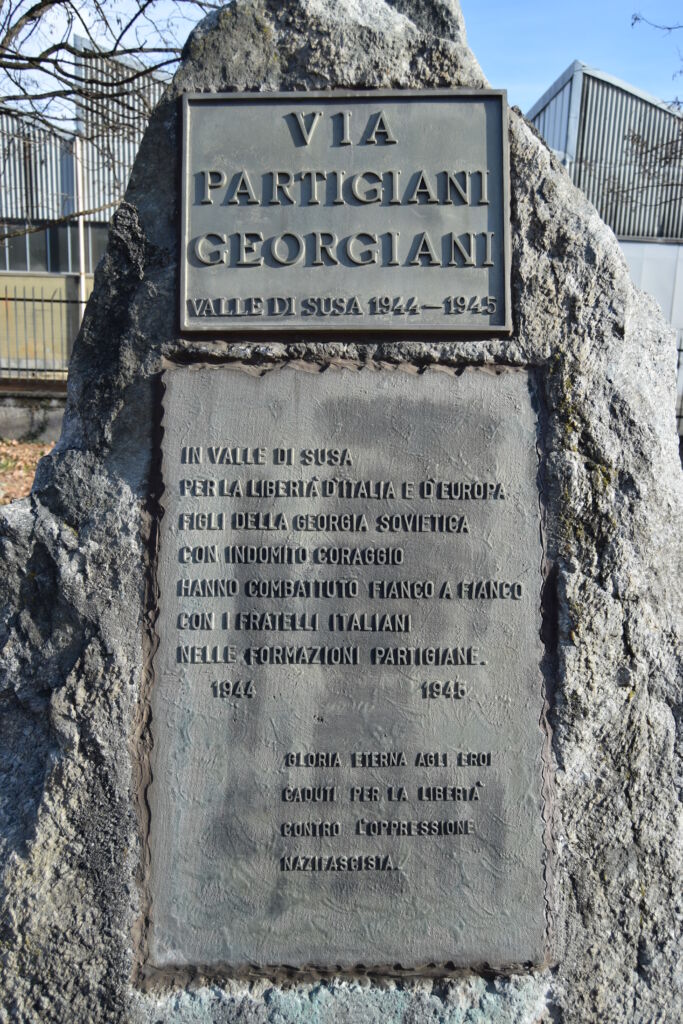 VIA
PARTIGIANI
GEORGIANI
VALLE DI SUSA 1944-1945
IN VALLE DI SUSA
PER LA LIBERTÀ D'ITALIA E D'EUROPA
FIGLI DELLA GEORGIA SOVIETICA
CON INDOMITO CORAGGIO
HANNO COMBATTUTO FIANCO A FIANCO
CON I FRATELLI ITALIANI
NELLE FORMAZIONI PARTIGIANE.
1944 1945
GLORIA ETERNA AGLI EROI
CADUTI PER LA LIBERTÀ
CONTRO L'OPPRESSIONE
NAZIFASCISTA.